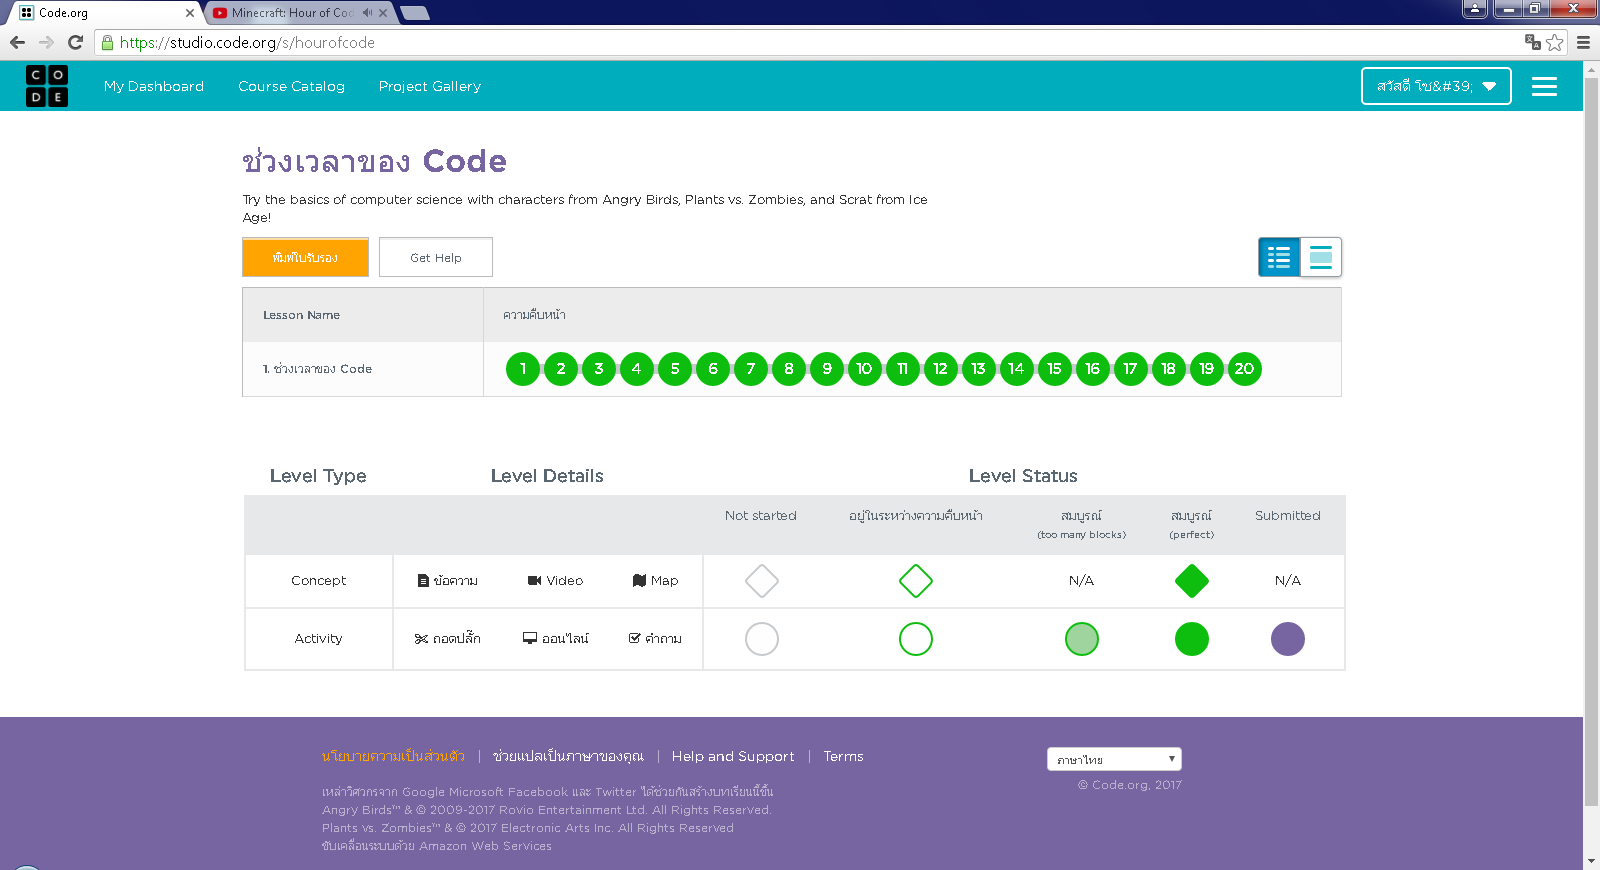 Code.org
Minecraft: Hour of Cod
https://studio.code.org/s/hourofcode
CO
DE
My Dashboard
Course Catalog
Project Gallery
สวัสดี โซ&#39;
ช่วงเวลาของ Code
Try the basics of computer science with characters from Angry Birds, Plants vs. Zombies, and Scrat from Ice
Age!
พิมพ์ใบรับรอง
Get Help
Lesson Name
ความคืบหน้า
1. ช่วงเวลาของ Code
1 2 3 4 5 6 7 8 9 10 11 12 13 14 15 16 17 18 19 20
Level Type
Level Details
Level Status
Not started
อยู่ในระหว่างความคืบหน้า
สมบูรณ์
(too many blocks)
สมบูรณ์
(perfect)
Submitted
Concept
ข้อความ
Video
Map
N/A
N/A
Activity
ถอดปลั๊ก
ออนไลน์
คำถาม
นโยบายความเป็นส่วนตัว | ช่วยแปลเป็นภาษาของคุณ | Help and Support | Terms
ภาษาไทย
© Code.org, 2017
เหล่าวิศวกรจาก Google Microsoft Facebook และ Twitter ได้ช่วยกันสร้างบทเรียนนี้ขึ้น
Angry Birds™ & © 2009-2017 Rovio Entertainment Ltd. All Rights Reserved.
Plants vs. Zombies™ & © 2017 Electronic Arts Inc. All Rights Reserved
ขับเคลื่อนระบบด้วย Amazon Web Services